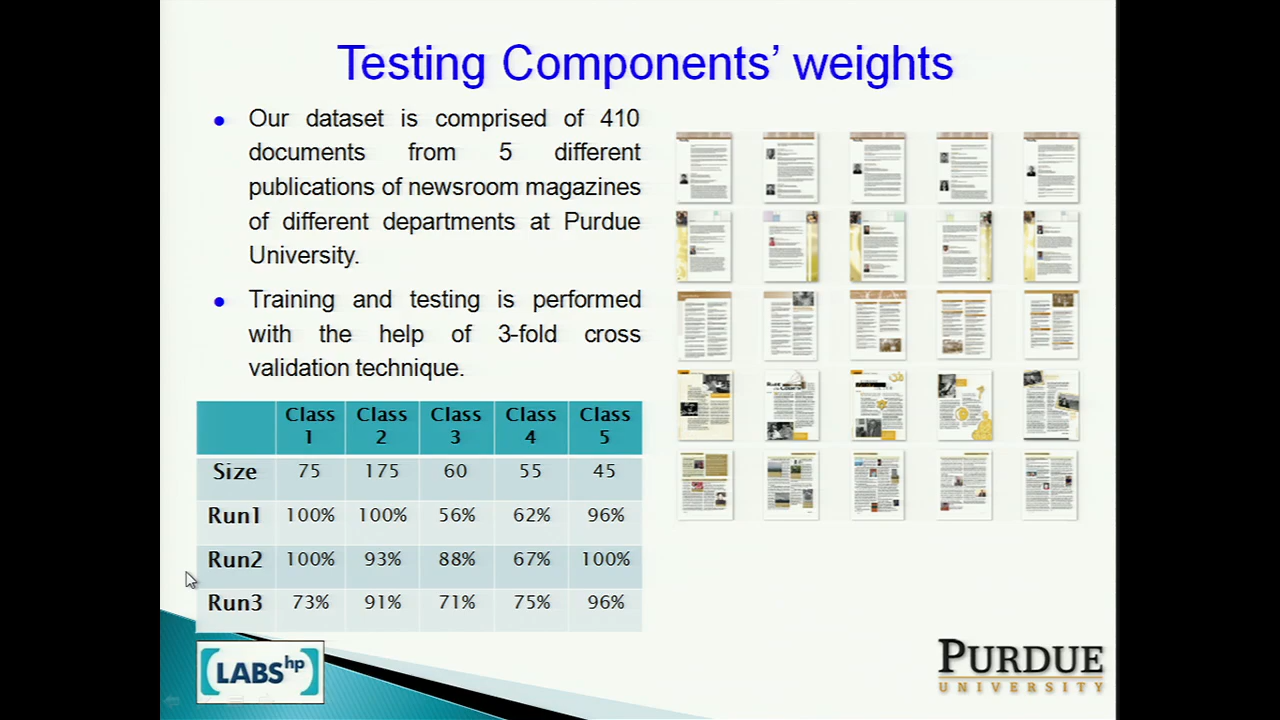 Testing Components’ weights
Our dataset is comprised of 410
documents from 5 different
publications of newsroom magazines
of different departments at Purdue
University.
Training and testing is performed
with the help of 3-fold cross
validation technique.
Class 1 Class 2 Class 3 Class 4 Class 5
Size 75 175 60 55 45
Run1 100% 100% 56% 62% 96%
Run2 100% 93% 88% 67% 100%
Run3 73% 91% 71% 75% 96%
LABS hp
PURDUE
UNIVERSITY